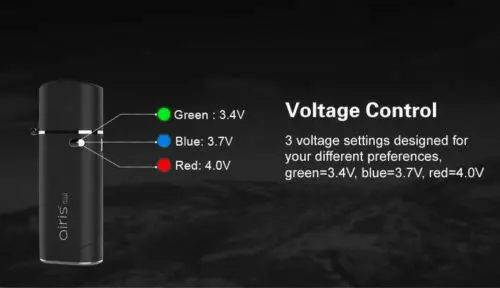 Green : 3.4V
Blue: 3.7V
Red: 4.0V
Voltage Control
3 voltage settings designed for
your different preferences,
green=3.4V, blue=3.7V, red=4.0V
airis